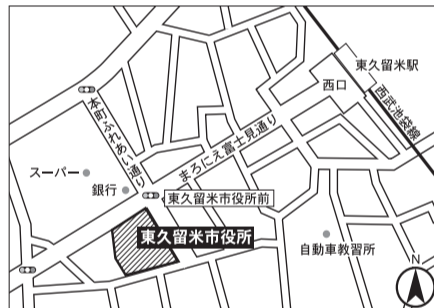 東久留米駅
西口
西武池袋線
本町ふれあい通り
まろにえ富士見通り
スーパー
銀行
東久留米市役所前
東久留米市役所
自動車教習所
N